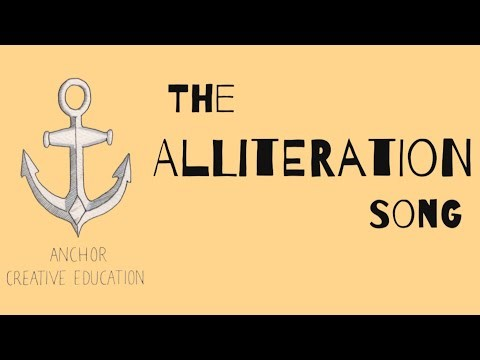 THE
ALLITERATION
SONG
ANCHOR
CREATIVE EDUCATION